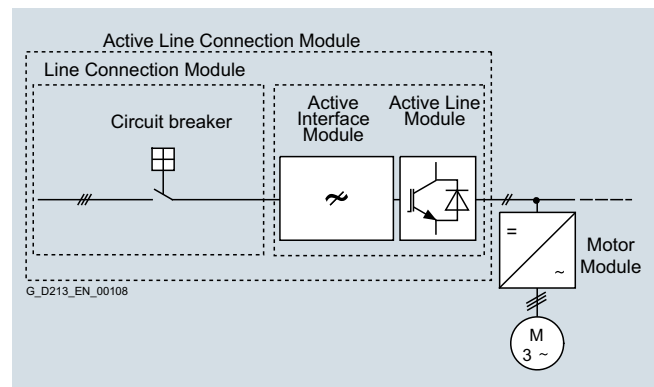 Active Line Connection Module
Line Connection Module
Circuit breaker
Active
Interface
Module
Active Line
Module
=
~
Motor
Module
G_D213_EN_00108
M
3 ~